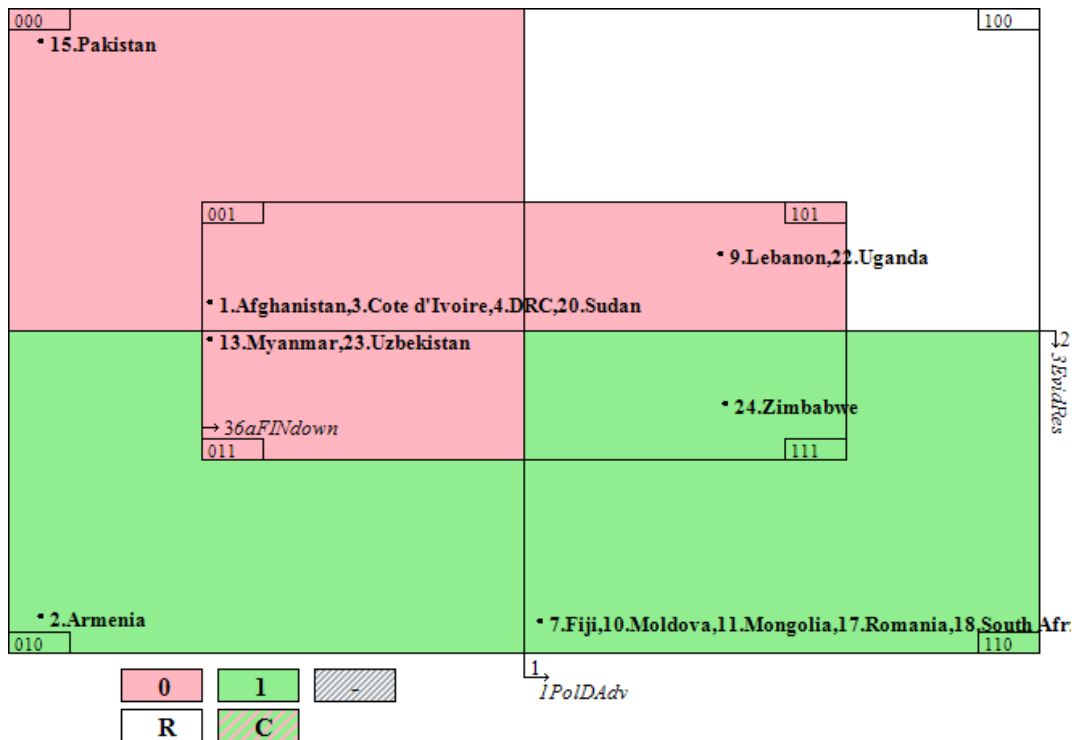 000
100
15.Pakistan
001
101
9.Lebanon,22.Uganda
1.Afghanistan,3.Cote d'Ivoire,4.DRC,20.Sudan
13.Myanmar,23.Uzbekistan
2
3EvidRes
24.Zimbabwe
36aFINdown
011
111
2.Armenia
7.Fiji,10.Moldova,11.Mongolia,17.Romania,18.South Afr
010
110
1
1PolDAdv
0
1
-
R
C